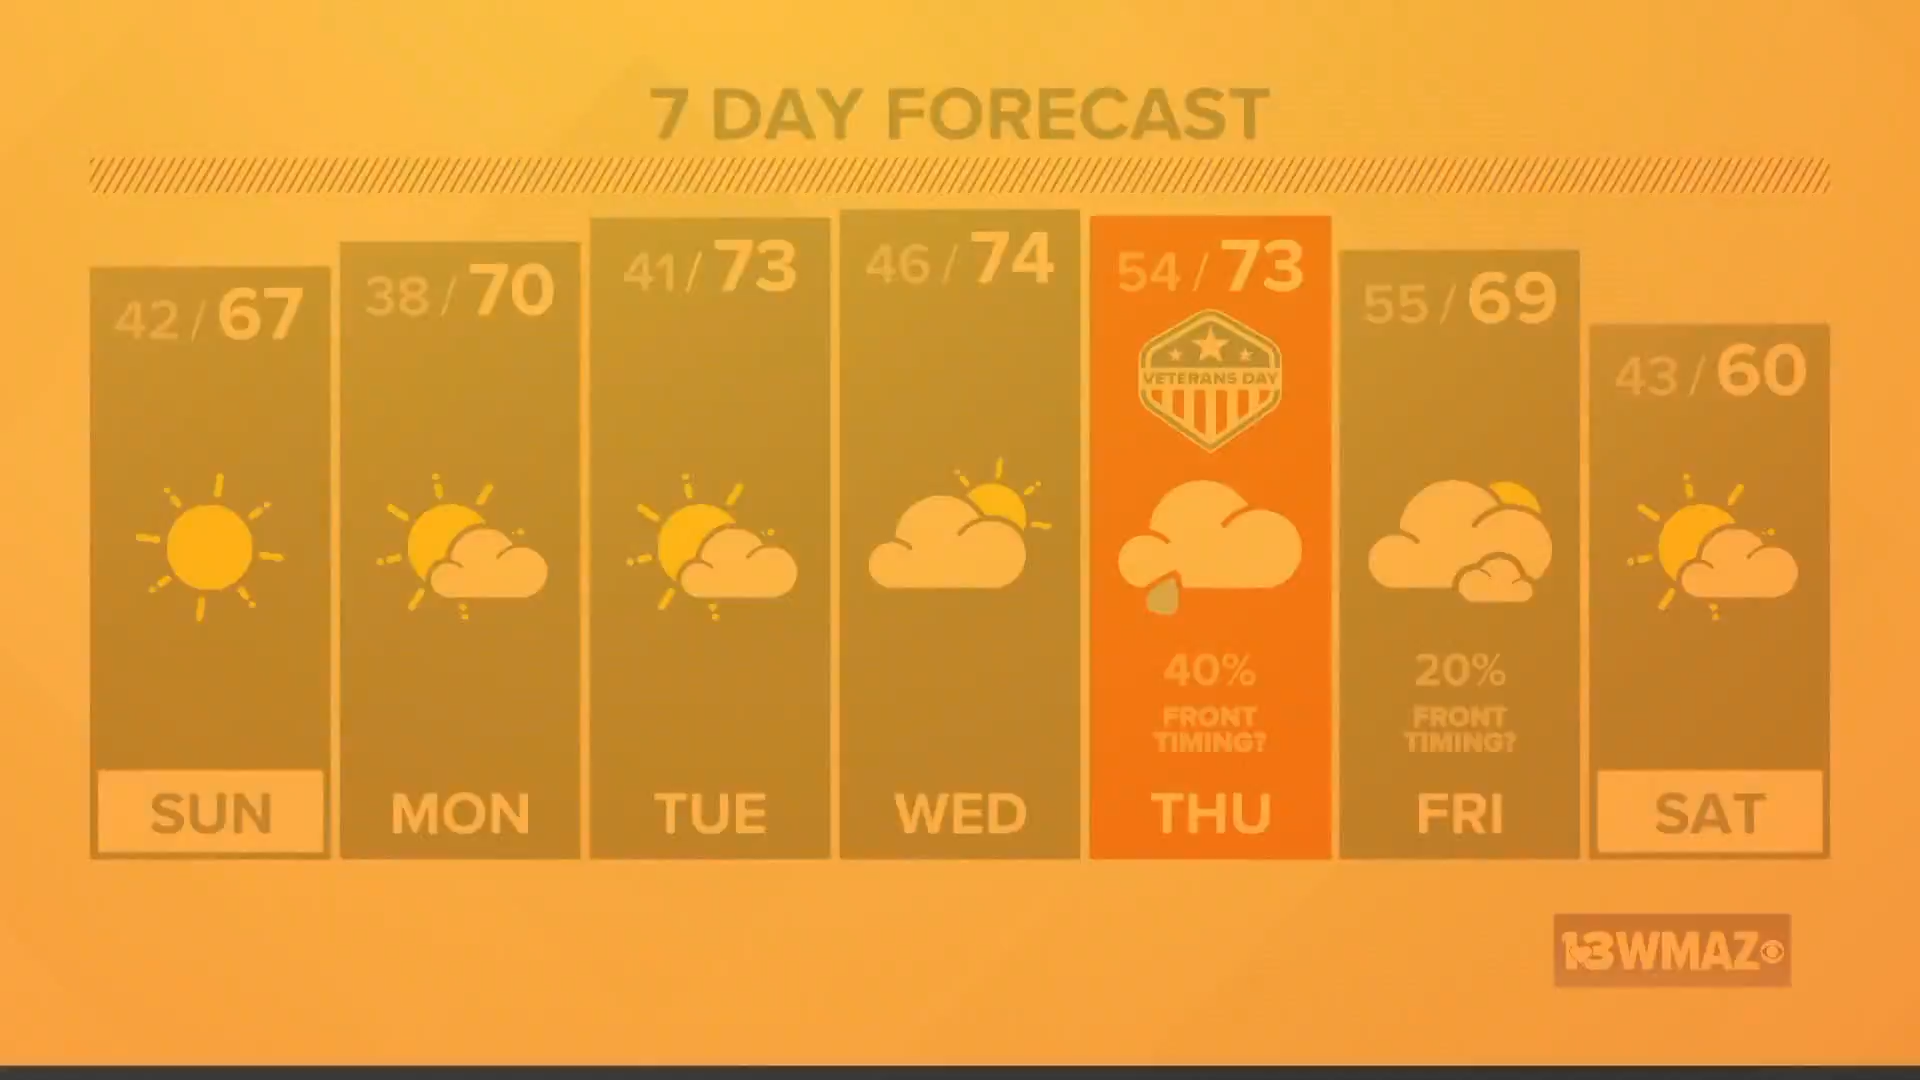 7 DAY FORECAST
42 / 67
38 / 70
41 / 73
46 / 74
54 / 73
55 / 69
43 / 60
VETERANS DAY
40%
FRONT
TIMING?
20%
FRONT
TIMING?
SUN
MON
TUE
WED
THU
FRI
SAT
13WMAZ